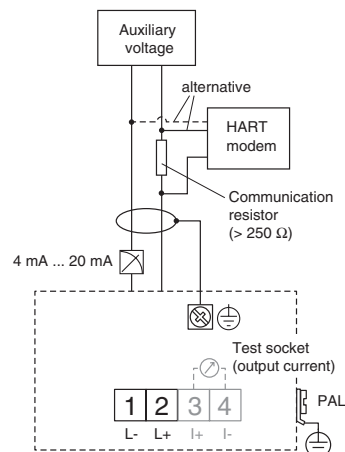 Auxiliary
voltage
alternative
HART
modem
Communication
resistor
(> 250 Ω)
4 mA ... 20 mA
Test socket
(output current)
PAL
1 2 3 4
L- L+ I+ I-